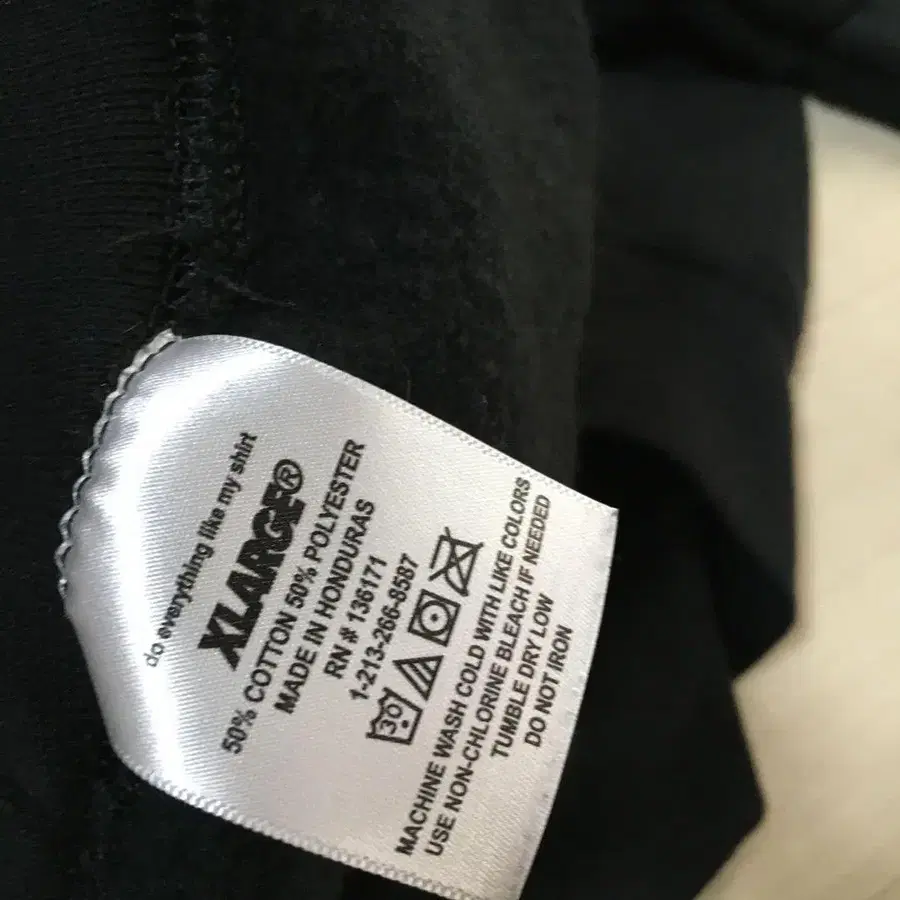 do everything like my shirt
XLARGE®
50% COTTON 50% POLYESTER
MADE IN HONDURAS
RN # 136171
1-213-266-8587
30
MACHINE WASH COLD WITH LIKE COLORS
USE NON-CHLORINE BLEACH IF NEEDED
TUMBLE DRY LOW
DO NOT IRON